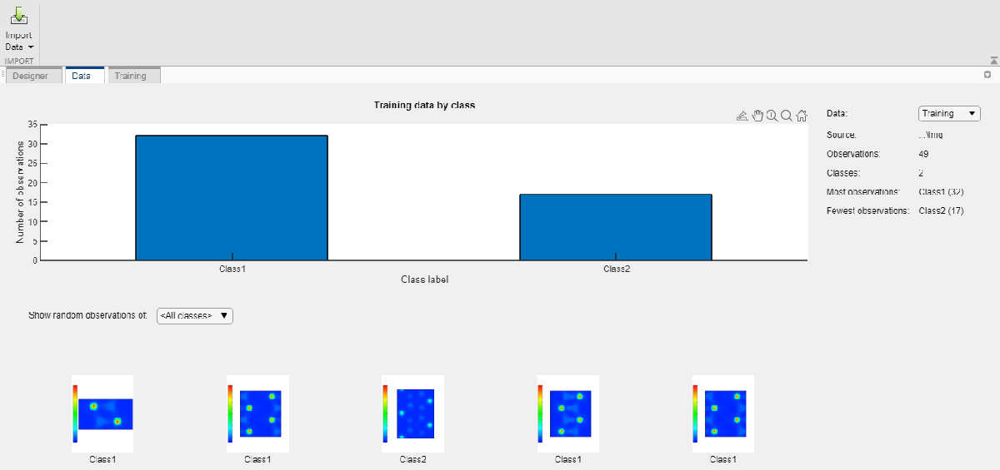 Import
Data
IMPORT
Designer
Data
Training
Training data by class
35
30
25
20
15
10
5
0
Number of observations
Class1
Class2
Class label
Data:
Training
Source:
...\Imq
Observations:
49
Classes:
2
Most observations:
Class1 (32)
Fewest observations:
Class2 (17)
Show random observations of:
<All classes>
Class1
Class1
Class2
Class1
Class1